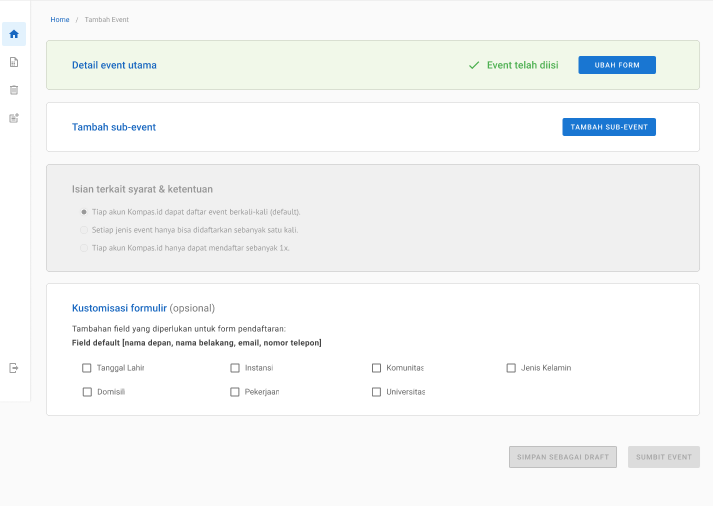 Home / Tambah Event
Detail event utama
Event telah diisi
UBAH FORM
Tambah sub-event
TAMBAH SUB-EVENT
Isian terkait syarat & ketentuan
Tiap akun Kompas.id dapat daftar event berkali-kali (default).
Setiap jenis event hanya bisa didaftarkan sebanyak satu kali.
Tiap akun Kompas.id hanya dapat mendaftar sebanyak 1x.
Kustomisasi formulir (opsional)
Tambahan field yang diperlukan untuk form pendaftaran:
Field default [nama depan, nama belakang, email, nomor telepon]
Tanggal Lahir
Instansi
Komunitas
Jenis Kelamin
Domisili
Pekerjaan
Universitas
SIMPAN SEBAGAI DRAFT
SUMBIT EVENT